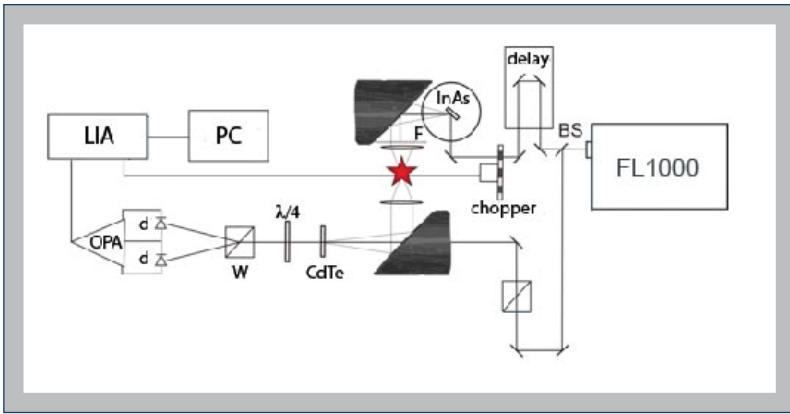 delay
InAs
BS
LIA
PC
F
FL1000
chopper
λ/4
d
OPA
d
W
CdTe